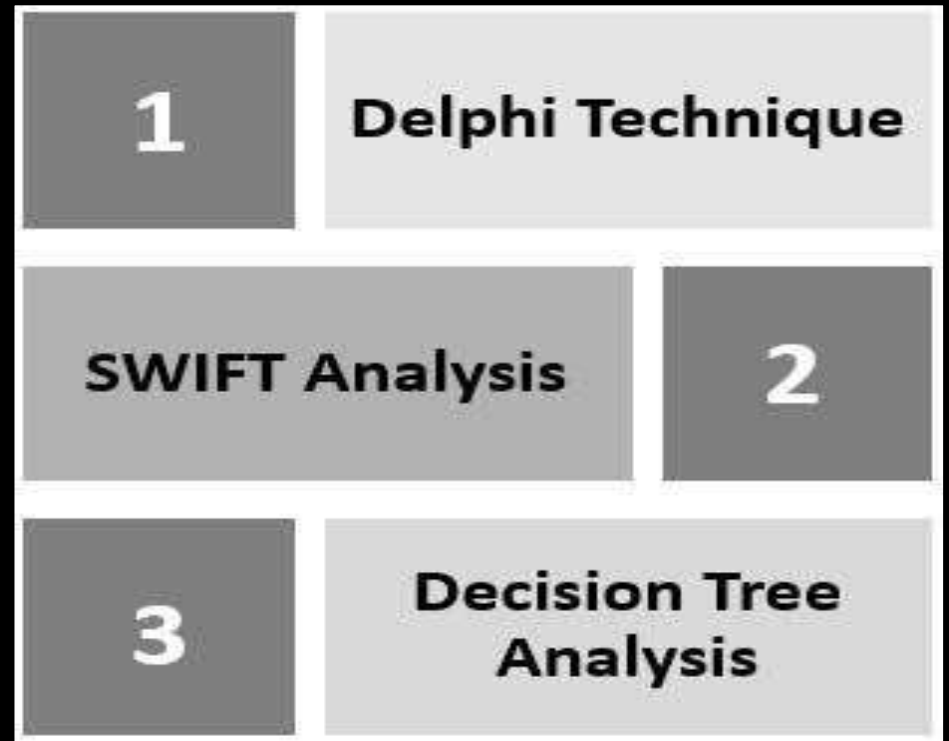 1
Delphi Technique
SWIFT Analysis
2
3
Decision Tree
Analysis